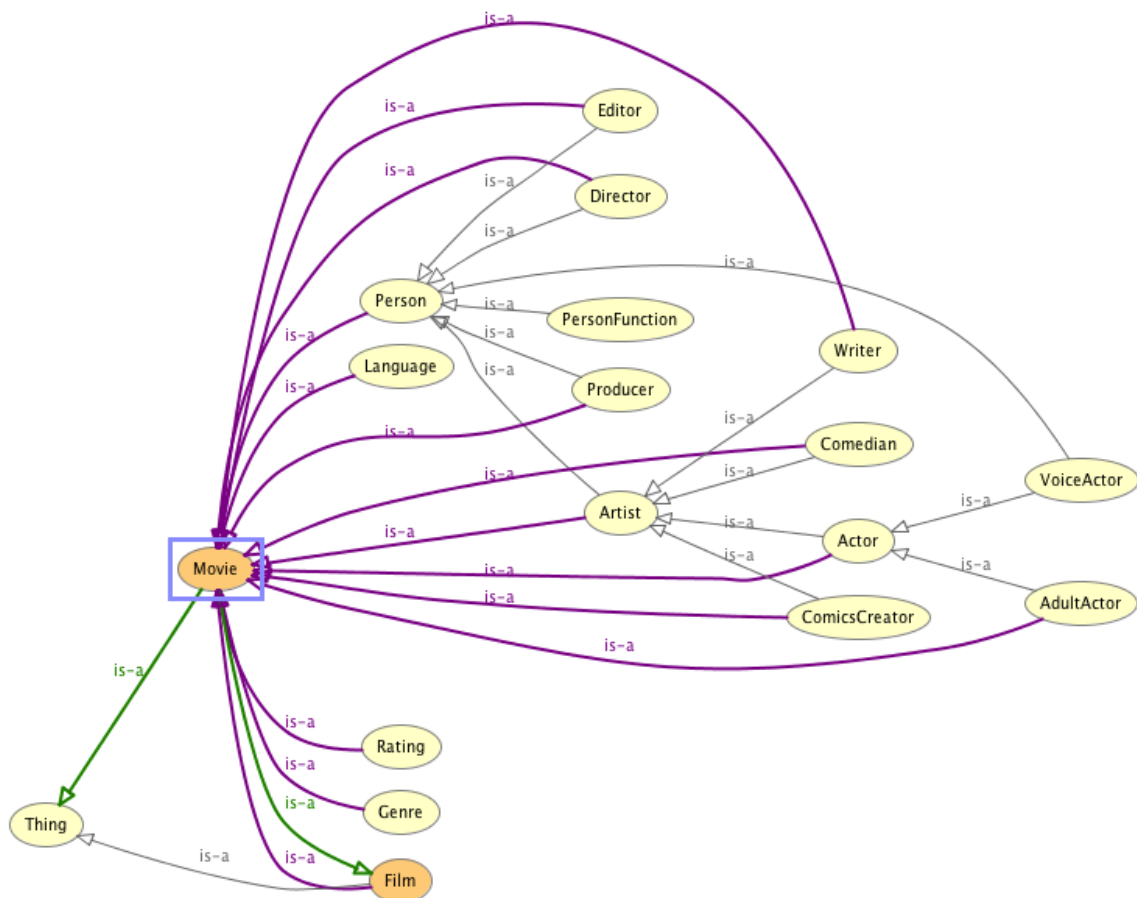 is-a
is-a
Editor
is-a
is-a
Director
is-a
is-a
Person
is-a
PersonFunction
is-a
is-a
Writer
Language
is-a
is-a
Producer
is-a
is-a
Comedian
is-a
is-a
VoiceActor
is-a
Artist
is-a
is-a
Actor
is-a
Movie
is-a
is-a
is-a
ComicsCreator
AdultActor
is-a
is-a
is-a
Rating
is-a
is-a
Genre
Thing
is-a
is-a
Film